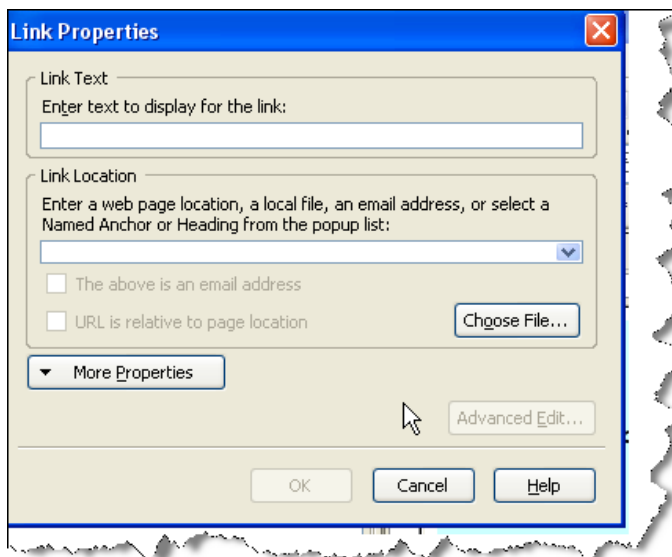 Link Properties
Link Text
Enter text to display for the link:
Link Location
Enter a web page location, a local file, an email address, or select a
Named Anchor or Heading from the popup list:
The above is an email address
URL is relative to page location
Choose File...
More Properties
Advanced Edit...
OK
Cancel
Help